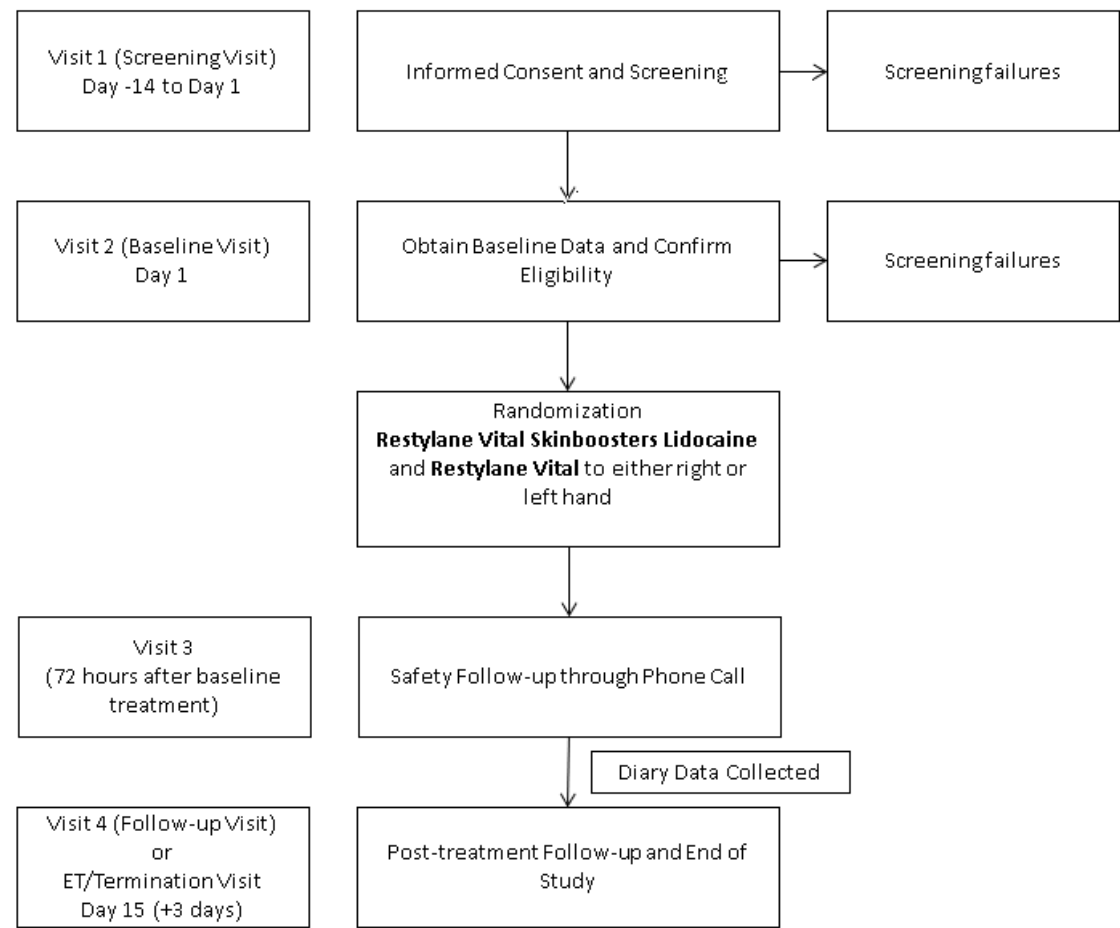 Visit 1 (Screening Visit)
Day -14 to Day 1
Informed Consent and Screening
Screening failures
Visit 2 (Baseline Visit)
Day 1
Obtain Baseline Data and Confirm
Eligibility
Screening failures
Randomization
Restylane Vital Skinboosters Lidocaine
and Restylane Vital to either right or
left hand
Visit 3
(72 hours after baseline
treatment)
Safety Follow-up through Phone Call
Diary Data Collected
Visit 4 (Follow-up Visit)
or
ET/Termination Visit
Day 15 (+3 days)
Post-treatment Follow-up and End of
Study